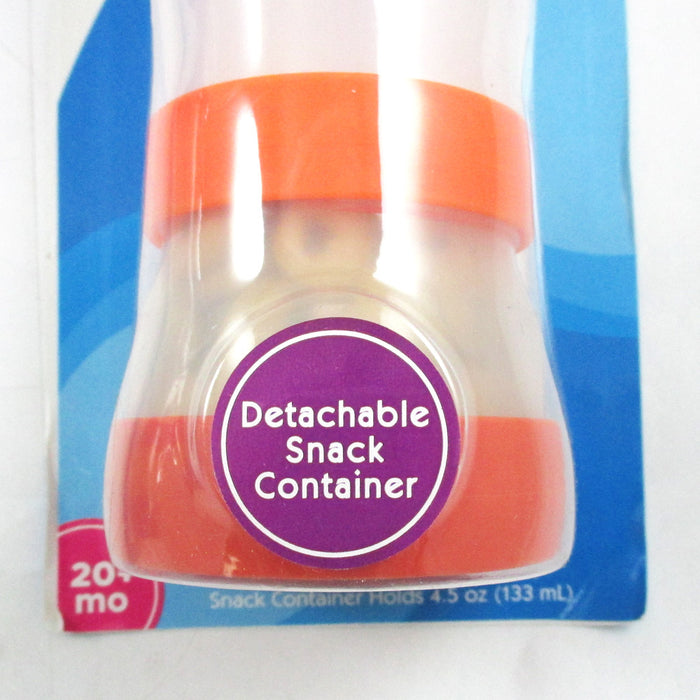 Detachable
Snack
Container
20+
mo
Snack Container Holds 4.5 oz (133 mL)